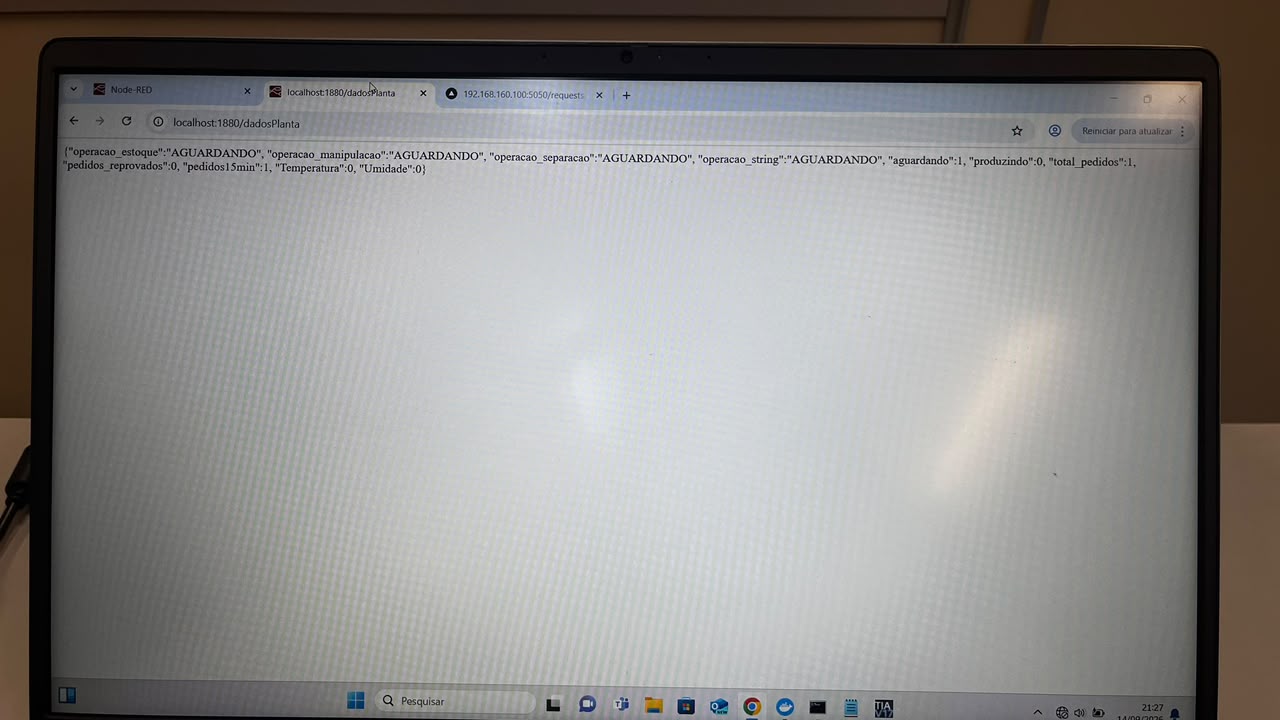 Node-RED
localhost:1880/dadosPlanta
192.168.160.100:5050/requests
localhost:1880/dadosPlanta
Reiniciar para atualizar
{"operacao_estoque":"AGUARDANDO", "operacao_manipulacao":"AGUARDANDO", "operacao_separacao":"AGUARDANDO", "operacao_string":"AGUARDANDO", "aguardando":1, "produzindo":0, "total_pedidos":1,
"pedidos_reprovados":0, "pedidos15min":1, "Temperatura":0, "Umidade":0}
Pesquisar
TIA
V17
21:27